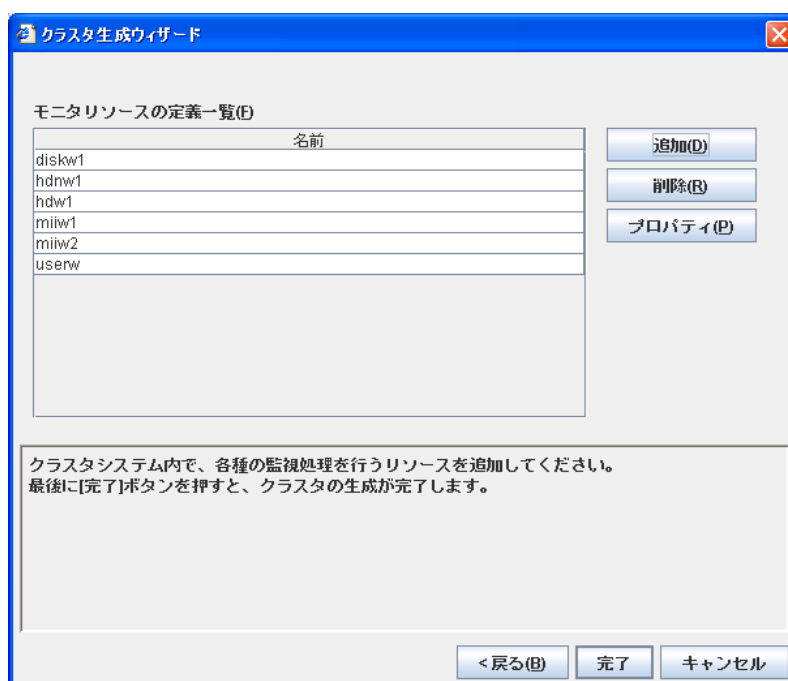 クラスタ生成ウィザード
モニタリソースの定義一覧(F)
名前
diskw1
hdnw1
hdw1
miiw1
miiw2
userw
追加(D)
削除(R)
プロパティ(P)
クラスタシステム内で、各種の監視処理を行うリソースを追加してください。
最後に[完了]ボタンを押すと、クラスタの生成が完了します。
<戻る(B)
完了
キャンセル